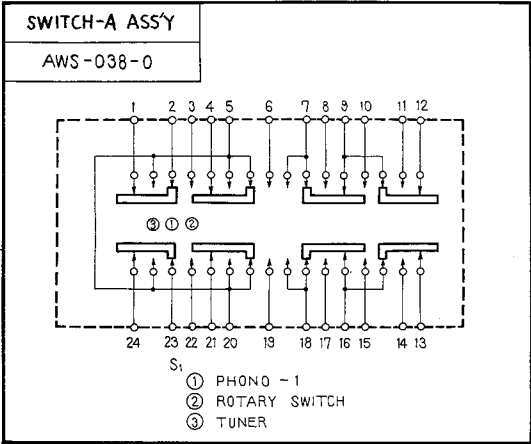 SWITCH-A ASS'Y
AWS-038-0
1 2 3 4 5 6 7 8 9 10 11 12
③ ① ②
24 23 22 21 20 19 18 17 16 15 14 13
S1
① PHONO - 1
② ROTARY SWITCH
③ TUNER